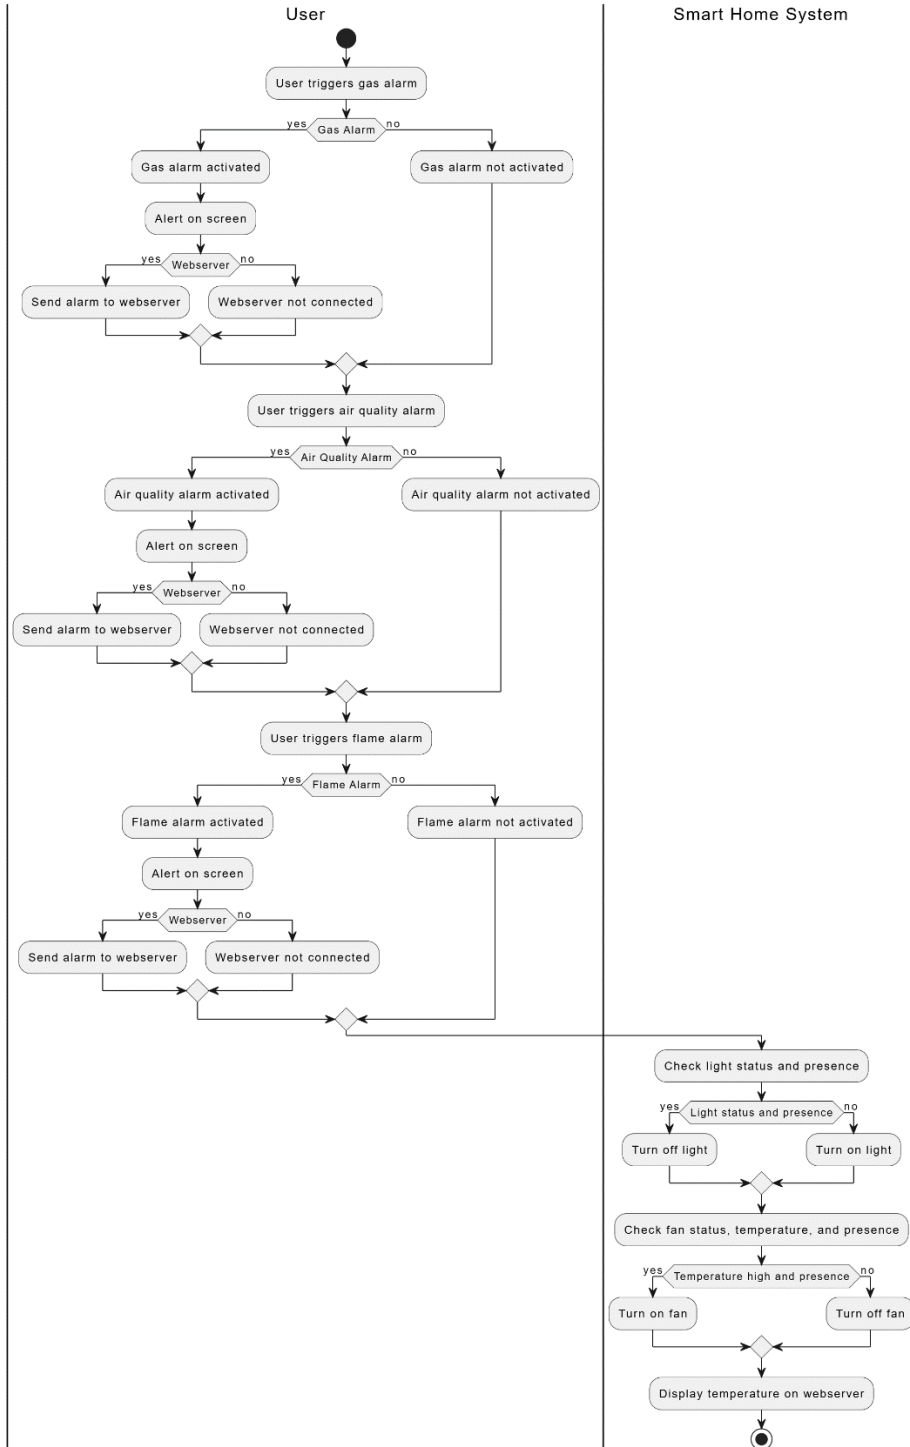 User
Smart Home System
User triggers gas alarm
yes
Gas Alarm
no
Gas alarm activated
Gas alarm not activated
Alert on screen
yes
Webserver
no
Send alarm to webserver
Webserver not connected
User triggers air quality alarm
yes
Air Quality Alarm
no
Air quality alarm activated
Air quality alarm not activated
Alert on screen
yes
Webserver
no
Send alarm to webserver
Webserver not connected
User triggers flame alarm
yes
Flame Alarm
no
Flame alarm activated
Flame alarm not activated
Alert on screen
yes
Webserver
no
Send alarm to webserver
Webserver not connected
Check light status and presence
yes
Light status and presence
no
Turn off light
Turn on light
Check fan status, temperature, and presence
yes
Temperature high and presence
no
Turn on fan
Turn off fan
Display temperature on webserver